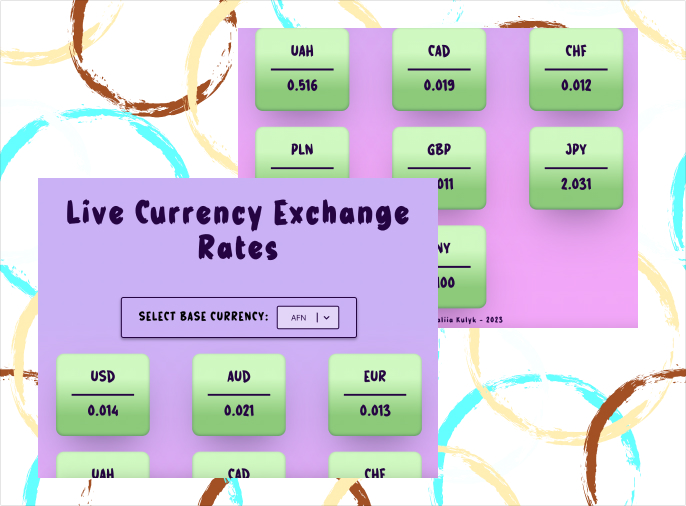 UAH
CAD
CHF
0.516
0.019
0.012
PLN
GBP
JPY
011
2.031
NY
100
Kulyk - 2023
Live Currency Exchange
Rates
SELECT BASE CURRENCY:
AFN
USD
AUD
EUR
0.014
0.021
0.013
UAH
CAD
CHF